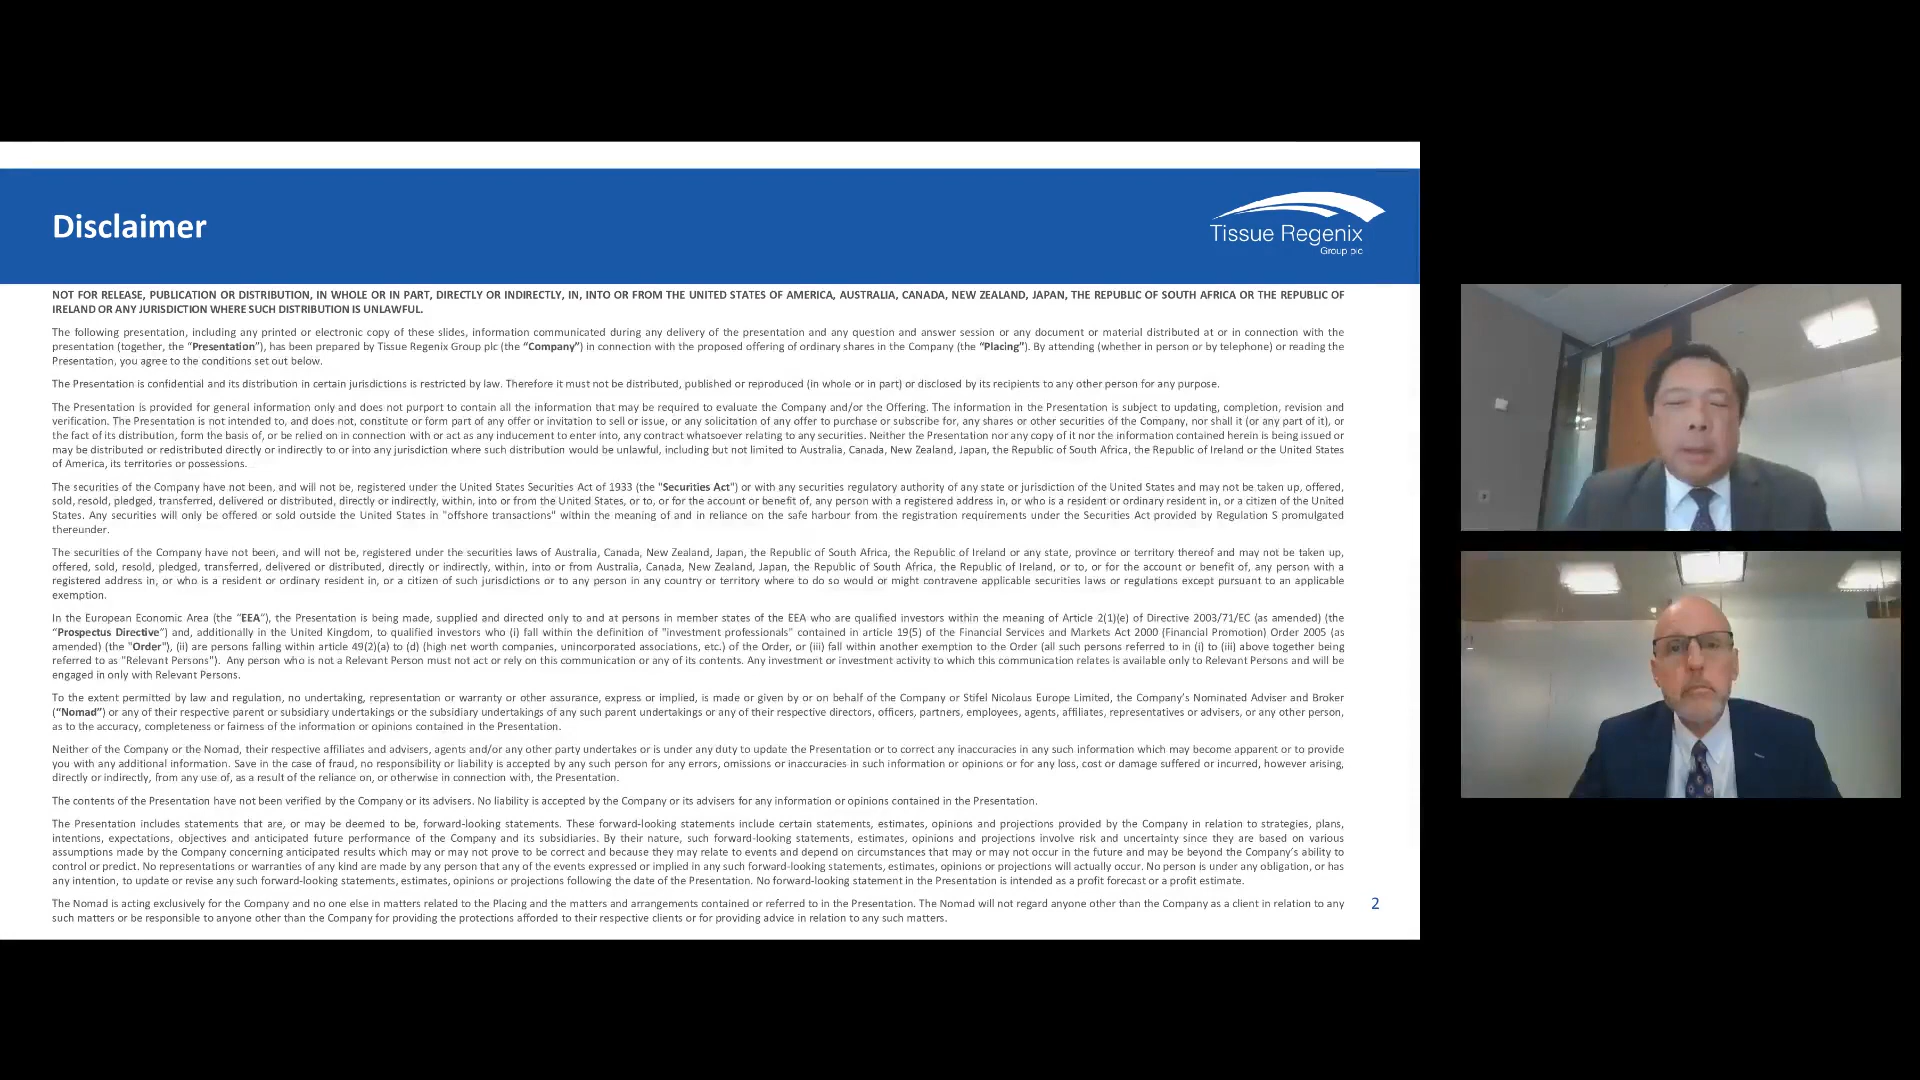 Disclaimer
Tissue Regenix
Group plc
NOT FOR RELEASE, PUBLICATION OR DISTRIBUTION, IN WHOLE OR IN PART, DIRECTLY OR INDIRECTLY, IN, INTO OR FROM THE UNITED STATES OF AMERICA, AUSTRALIA, CANADA, NEW ZEALAND, JAPAN, THE REPUBLIC OF SOUTH AFRICA OR THE REPUBLIC OF
IRELAND OR ANY JURISDICTION WHERE SUCH DISTRIBUTION IS UNLAWFUL.
The following presentation, including any printed or electronic copy of these slides, information communicated during any delivery of the presentation and any question and answer session or any document or material distributed at or in connection with the
presentation (together, the “Presentation”), has been prepared by Tissue Regenix Group plc (the “Company”) in connection with the proposed offering of ordinary shares in the Company (the “Placing”). By attending (whether in person or by telephone) or reading the
Presentation, you agree to the conditions set out below.
The Presentation is confidential and its distribution in certain jurisdictions is restricted by law. Therefore it must not be distributed, published or reproduced (in whole or in part) or disclosed by its recipients to any other person for any purpose.
The Presentation is provided for general information only and does not purport to contain all the information that may be required to evaluate the Company and/or the Offering. The information in the Presentation is subject to updating, completion, revision and
verification. The Presentation is not intended to, and does not, constitute or form part of any offer or invitation to sell or issue, or any solicitation of any offer to purchase or subscribe for, any shares or other securities of the Company, nor shall it (or any part of it), or
the fact of its distribution, form the basis of, or be relied on in connection with or act as any inducement to enter into, any contract whatsoever relating to any securities. Neither the Presentation nor any copy of it nor the information contained herein is being issued or
may be distributed or redistributed directly or indirectly to or into any jurisdiction where such distribution would be unlawful, including but not limited to Australia, Canada, New Zealand, Japan, the Republic of South Africa, the Republic of Ireland or the United States
of America, its territories or possessions.
The securities of the Company have not been, and will not be, registered under the United States Securities Act of 1933 (the "Securities Act") or with any securities regulatory authority of any state or jurisdiction of the United States and may not be taken up, offered,
sold, resold, pledged, transferred, delivered or distributed, directly or indirectly, within, into or from the United States, or to, or for the account or benefit of, any person with a registered address in, or who is a resident or ordinary resident in, or a citizen of the United
States. Any securities will only be offered or sold outside the United States in "offshore transactions" within the meaning of and in reliance on the safe harbour from the registration requirements under the Securities Act provided by Regulation S promulgated
thereunder.
The securities of the Company have not been, and will not be, registered under the securities laws of Australia, Canada, New Zealand, Japan, the Republic of South Africa, the Republic of Ireland or any state, province or territory thereof and may not be taken up,
offered, sold, resold, pledged, transferred, delivered or distributed, directly or indirectly, within, into or from Australia, Canada, New Zealand, Japan, the Republic of South Africa, the Republic of Ireland, or to, or for the account or benefit of, any person with a
registered address in, or who is a resident or ordinary resident in, or a citizen of such jurisdictions or to any person in any country or territory where to do so would or might contravene applicable securities laws or regulations except pursuant to an applicable
exemption.
In the European Economic Area (the “EEA”), the Presentation is being made, supplied and directed only to and at persons in member states of the EEA who are qualified investors within the meaning of Article 2(1)(e) of Directive 2003/71/EC (as amended) (the
“Prospectus Directive”) and, additionally in the United Kingdom, to qualified investors who (i) fall within the definition of "investment professionals" contained in article 19(5) of the Financial Services and Markets Act 2000 (Financial Promotion) Order 2005 (as
amended) (the "Order"), (ii) are persons falling within article 49(2)(a) to (d) (high net worth companies, unincorporated associations, etc.) of the Order, or (iii) fall within another exemption to the Order (all such persons referred to in (i) to (iii) above together being
referred to as "Relevant Persons"). Any person who is not a Relevant Person must not act or rely on this communication or any of its contents. Any investment or investment activity to which this communication relates is available only to Relevant Persons and will be
engaged in only with Relevant Persons.
To the extent permitted by law and regulation, no undertaking, representation or warranty or other assurance, express or implied, is made or given by or on behalf of the Company or Stifel Nicolaus Europe Limited, the Company’s Nominated Adviser and Broker
(“Nomad”) or any of their respective parent or subsidiary undertakings or the subsidiary undertakings of any such parent undertakings or any of their respective directors, officers, partners, employees, agents, affiliates, representatives or advisers, or any other person,
as to the accuracy, completeness or fairness of the information or opinions contained in the Presentation.
Neither of the Company or the Nomad, their respective affiliates and advisers, agents and/or any other party undertakes or is under any duty to update the Presentation or to correct any inaccuracies in any such information which may become apparent or to provide
you with any additional information. Save in the case of fraud, no responsibility or liability is accepted by any such person for any errors, omissions or inaccuracies in such information or opinions or for any loss, cost or damage suffered or incurred, however arising,
directly or indirectly, from any use of, as a result of the reliance on, or otherwise in connection with, the Presentation.
The contents of the Presentation have not been verified by the Company or its advisers. No liability is accepted by the Company or its advisers for any information or opinions contained in the Presentation.
The Presentation includes statements that are, or may be deemed to be, forward-looking statements. These forward-looking statements include certain statements, estimates, opinions and projections provided by the Company in relation to strategies, plans,
intentions, expectations, objectives and anticipated future performance of the Company and its subsidiaries. By their nature, such forward-looking statements, estimates, opinions and projections involve risk and uncertainty since they are based on various
assumptions made by the Company concerning anticipated results which may or may not prove to be correct and because they may relate to events and depend on circumstances that may or may not occur in the future and may be beyond the Company’s ability to
control or predict. No representations or warranties of any kind are made by any person that any of the events expressed or implied in any such forward-looking statements, estimates, opinions or projections will actually occur. No person is under any obligation, or has
any intention, to update or revise any such forward-looking statements, estimates, opinions or projections following the date of the Presentation. No forward-looking statement in the Presentation is intended as a profit forecast or a profit estimate.
The Nomad is acting exclusively for the Company and no one else in matters related to the Placing and the matters and arrangements contained or referred to in the Presentation. The Nomad will not regard anyone other than the Company as a client in relation to any
such matters or be responsible to anyone other than the Company for providing the protections afforded to their respective clients or for providing advice in relation to any such matters.
2